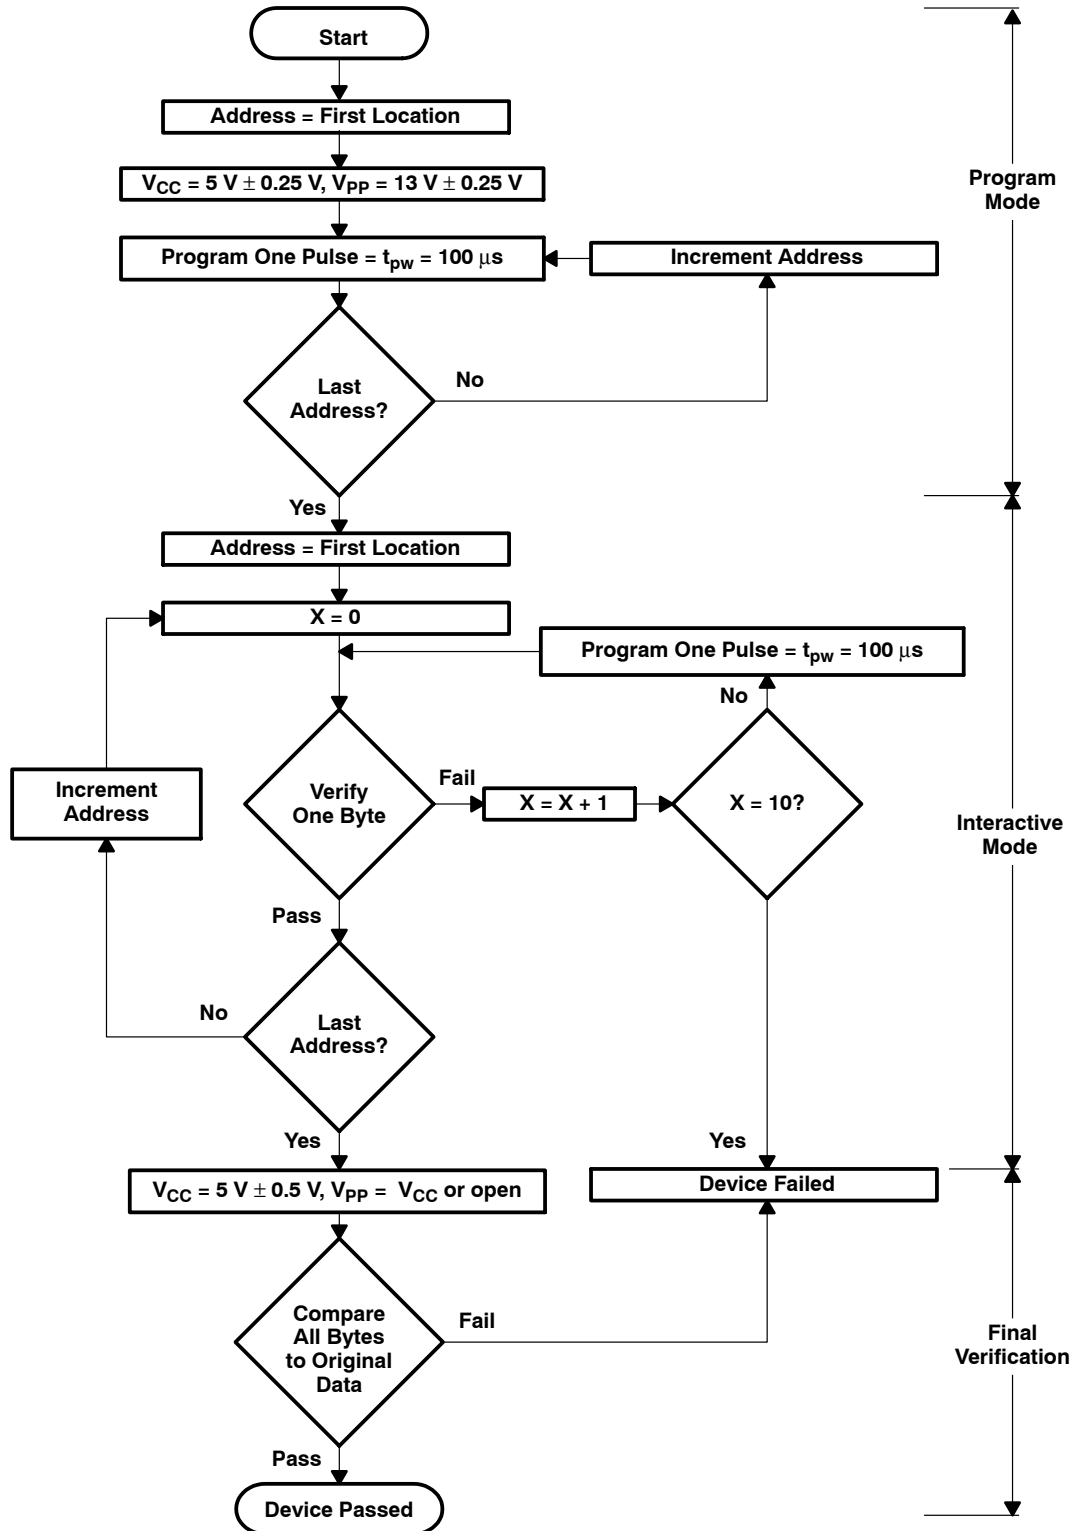 Start
Address = First Location
VCC = 5 V ± 0.25 V, VPP = 13 V ± 0.25 V
Program
Mode
Program One Pulse = tpw = 100 μs
Increment Address
Last
Address?
No
Yes
Address = First Location
X = 0
Program One Pulse = tpw = 100 μs
No
Increment
Address
Verify
One Byte
Fail
X = X + 1
X = 10?
Interactive
Mode
Pass
No
Last
Address?
Yes
Yes
VCC = 5 V ± 0.5 V, VPP = VCC or open
Device Failed
Compare
All Bytes
to Original
Data
Fail
Final
Verification
Pass
Device Passed